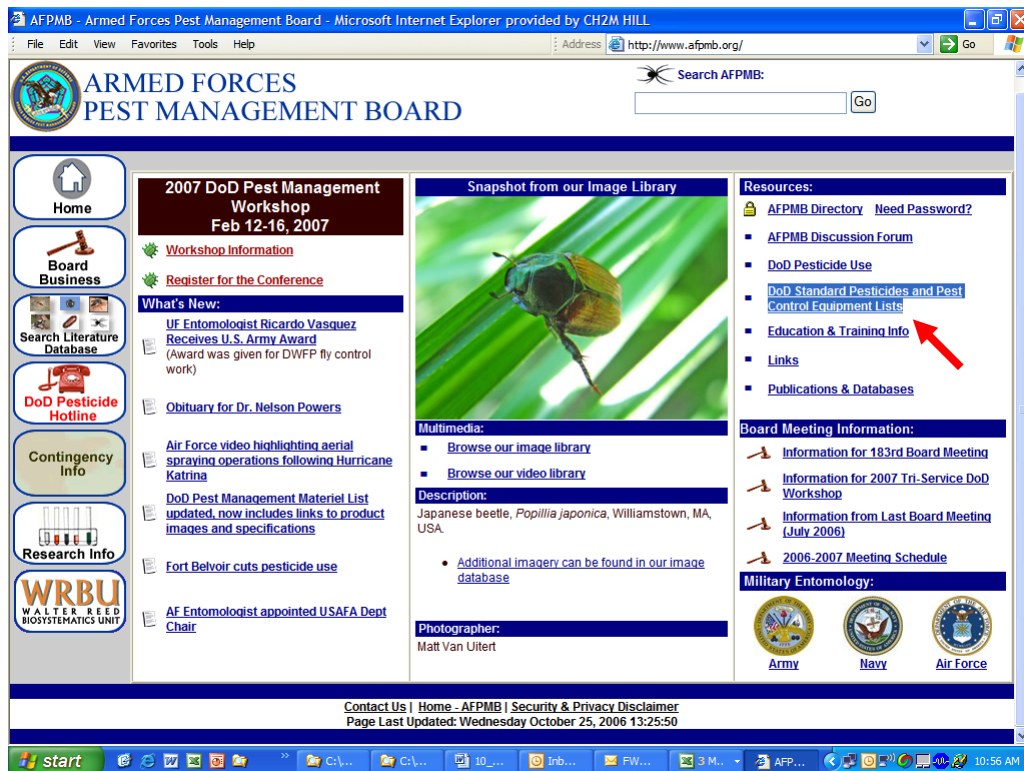 AFPMB - Armed Forces Pest Management Board - Microsoft Internet Explorer provided by CH2M HILL
File Edit View Favorites Tools Help
Address http://www.afpmb.org/ Go
ARMED FORCES
PEST MANAGEMENT BOARD
Search AFPMB:
Go
Home
Board
Business
Search Literature
Database
DoD Pesticide
Hotline
Contingency
Info
Research Info
WRBU
WALTER REED
BIOSYSTEMATICS UNIT
2007 DoD Pest Management
Workshop
Feb 12-16, 2007
Workshop Information
Register for the Conference
What's New:
UF Entomologist Ricardo Vasquez
Receives U.S. Army Award
(Award was given for DWFP fly control
work)
Obituary for Dr. Nelson Powers
Air Force video highlighting aerial
spraying operations following Hurricane
Katrina
DoD Pest Management Materiel List
updated, now includes links to product
images and specifications
Fort Belvoir cuts pesticide use
AF Entomologist appointed USAFA Dept
Chair
Snapshot from our Image Library
Multimedia:
Browse our image library
Browse our video library
Description:
Japanese beetle, Popillia japonica, Williamstown, MA,
USA.
Additional imagery can be found in our image
database
Photographer:
Matt Van Uitert
Resources:
AFPMB Directory Need Password?
AFPMB Discussion Forum
DoD Pesticide Use
DoD Standard Pesticides and Pest
Control Equipment Lists
Education & Training Info
Links
Publications & Databases
Board Meeting Information:
Information for 183rd Board Meeting
Information for 2007 Tri-Service DoD
Workshop
Information from Last Board Meeting
(July 2006)
2006-2007 Meeting Schedule
Military Entomology:
Army Navy Air Force
Contact Us | Home - AFPMB | Security & Privacy Disclaimer
Page Last Updated: Wednesday October 25, 2006 13:25:50
start C:\... C:\... 10_... Inb... FW... 3 M... AFP... 10:56 AM